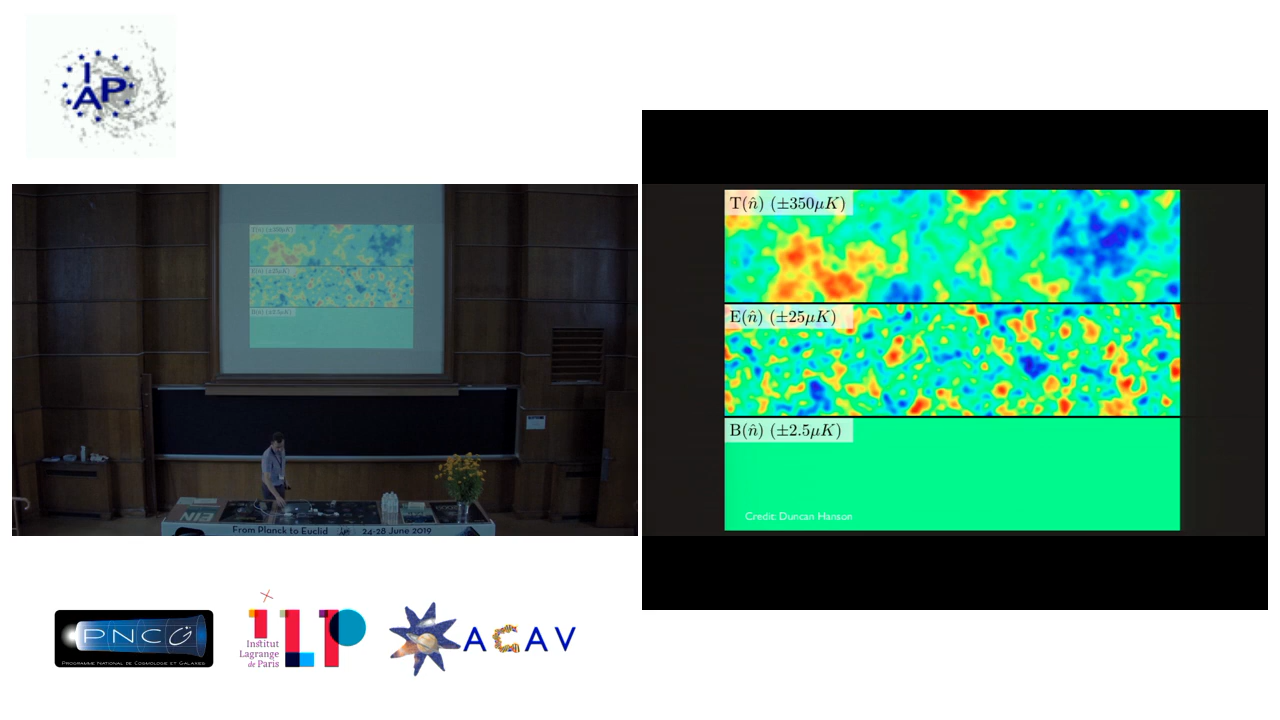 IAP
T(n̂) (±350μK)
E(n̂) (±25μK)
B(n̂) (±2.5μK)
Credit: Duncan Hanson
From Planck to Euclid
24-28 June 2019
PNCG
PROGRAMME NATIONAL DE COSMOLOGIE ET GALAXIES
ILP
Institut
Lagrange
de Paris
ACAV